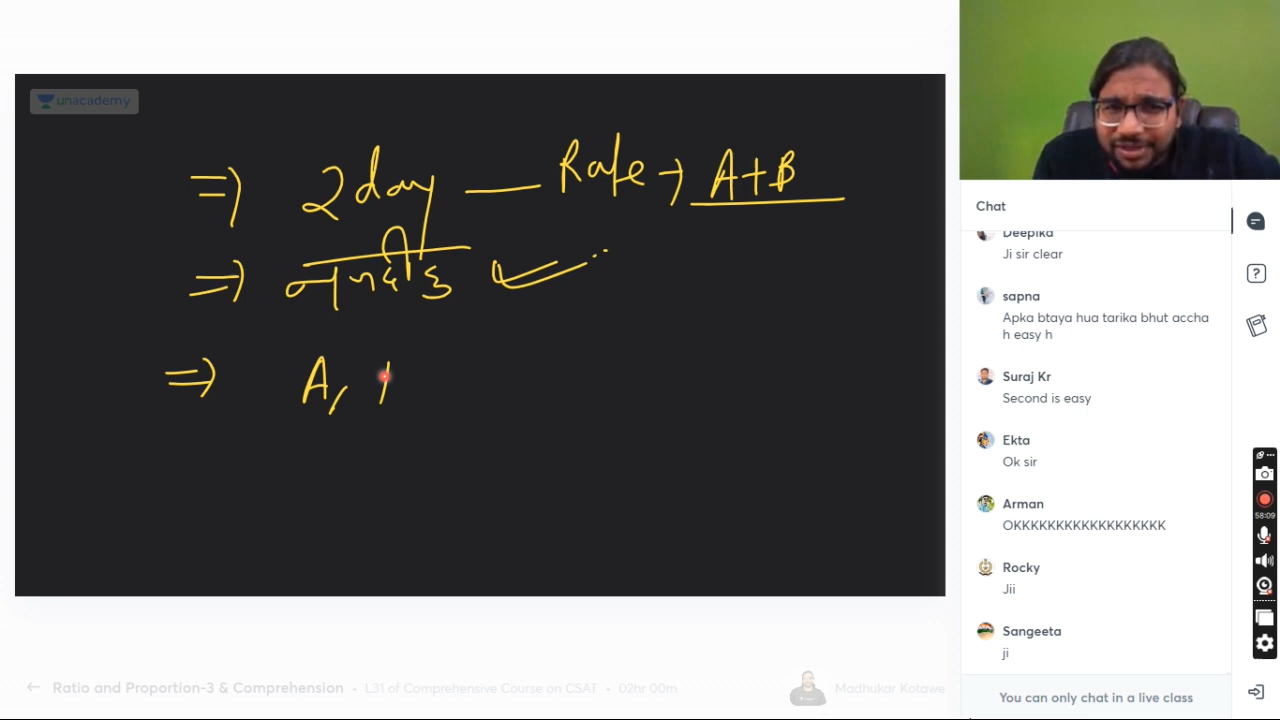 unacademy
=> 2 day — Rate → A+B
=>
=> A,
Chat
Deepika
Ji sir clear
sapna
Apka btaya hua tarika bhut accha
h easy h
Suraj Kr
Second is easy
Ekta
Ok sir
Arman
OKKKKKKKKKKKKKKKKKK
Rocky
Jii
Sangeeta
ji
58:09
← Ratio and Proportion-3 & Comprehension • L31 of Comprehensive Course on CSAT • 02hr 00m
Madhukar Kotawe
You can only chat in a live class